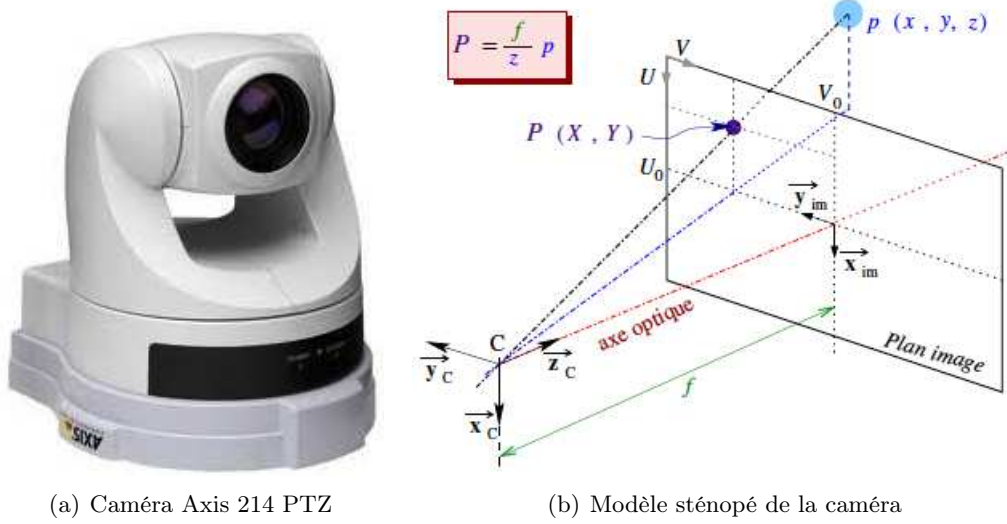 AXIS
P = f/z p
p (x, y, z)
V
U
V₀
P (X, Y)
U₀
y im
x im
C
axe optique
z C
y C
x C
f
Plan image
(a) Caméra Axis 214 PTZ
(b) Modèle sténopé de la caméra